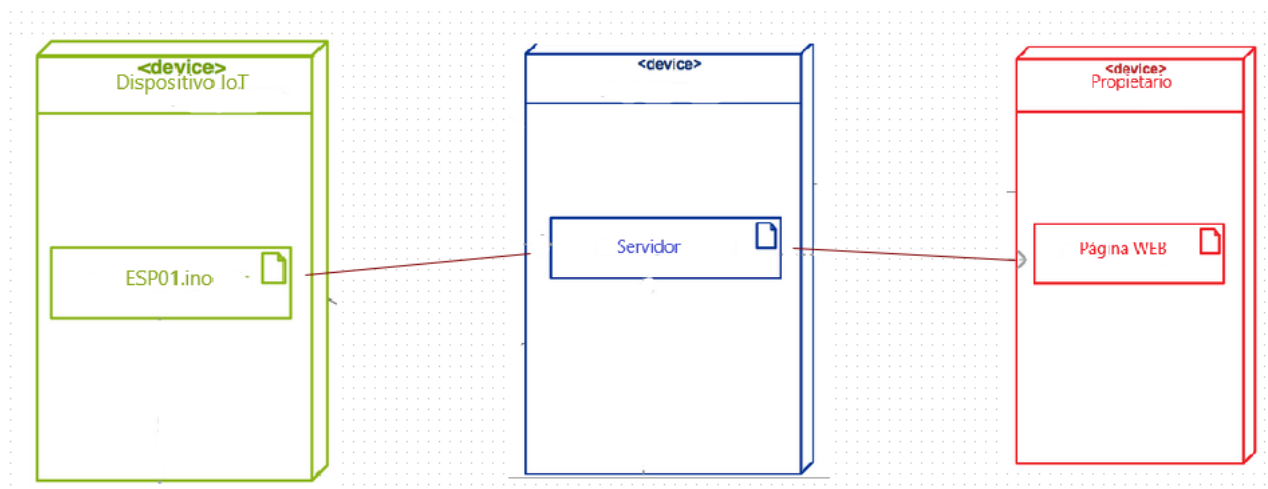 <device>
Dispositivo IoT
ESP01.ino
<device>
Servidor
<device>
Propietario
Página WEB